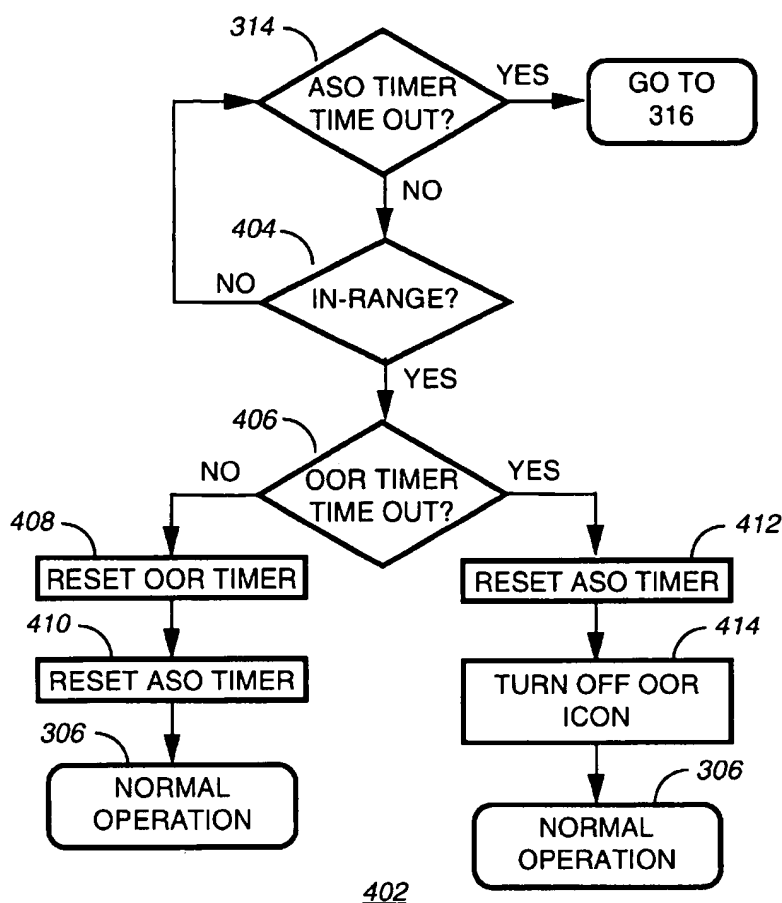 314
ASO TIMER
TIME OUT?
YES
GO TO
316
NO
404
NO
IN-RANGE?
YES
406
NO
OOR TIMER
TIME OUT?
YES
408
RESET OOR TIMER
412
RESET ASO TIMER
410
RESET ASO TIMER
414
TURN OFF OOR
ICON
306
NORMAL
OPERATION
306
NORMAL
OPERATION
402